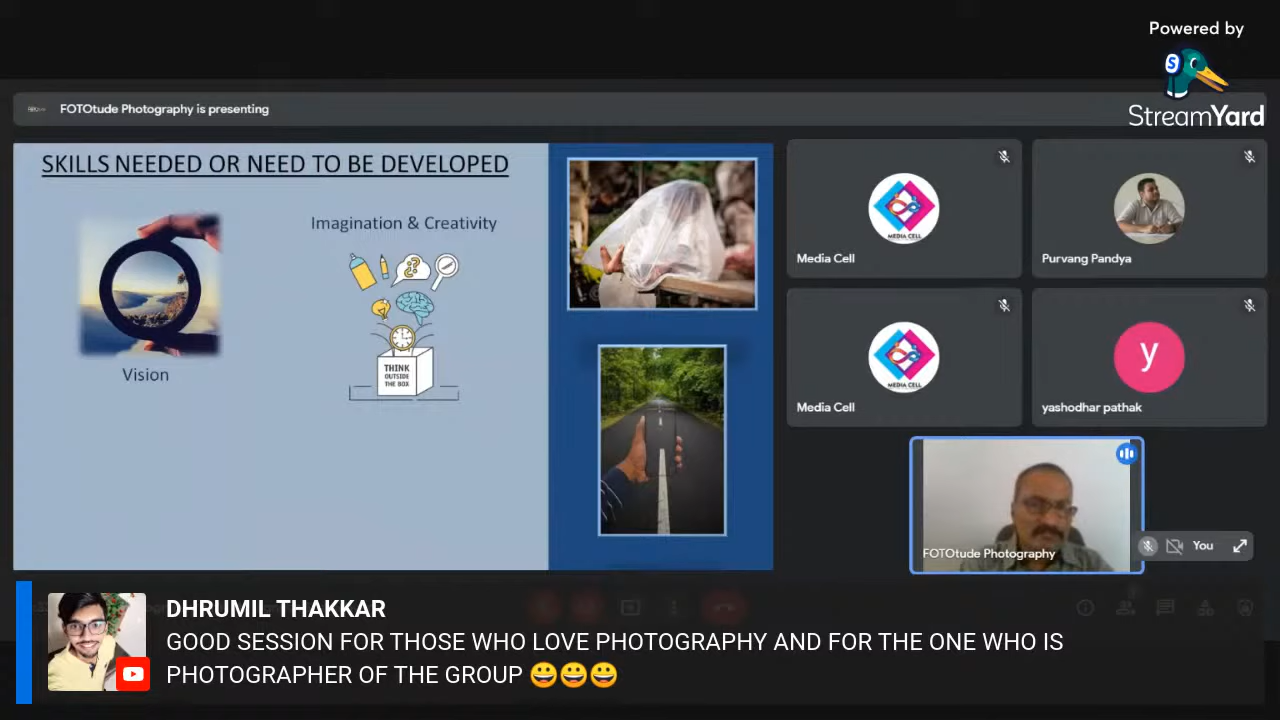 Powered by
StreamYard
FOTOtude Photography is presenting
SKILLS NEEDED OR NEED TO BE DEVELOPED
Imagination & Creativity
??
THINK
OUTSIDE
THE BOX
Vision
MEDIA CELL
Media Cell
Purvang Pandya
MEDIA CELL
Media Cell
y
yashodhar pathak
FOTOtude Photography
You
DHRUMIL THAKKAR
GOOD SESSION FOR THOSE WHO LOVE PHOTOGRAPHY AND FOR THE ONE WHO IS
PHOTOGRAPHER OF THE GROUP 😀😀😀